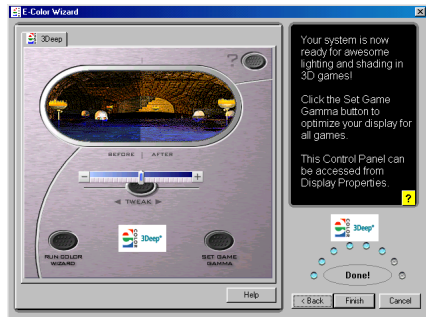 E-Color Wizard
3Deep
?
BEFORE | AFTER
- +
◀ TWEAK ▶
RUN COLOR
WIZARD
COLOR
3Deep®
SET GAME
GAMMA
Help
Your system is now
ready for awesome
lighting and shading in
3D games!
Click the Set Game
Gamma button to
optimize your display for
all games.
This Control Panel can
be accessed from
Display Properties.
?
COLOR
3Deep®
Done!
< Back
Finish
Cancel